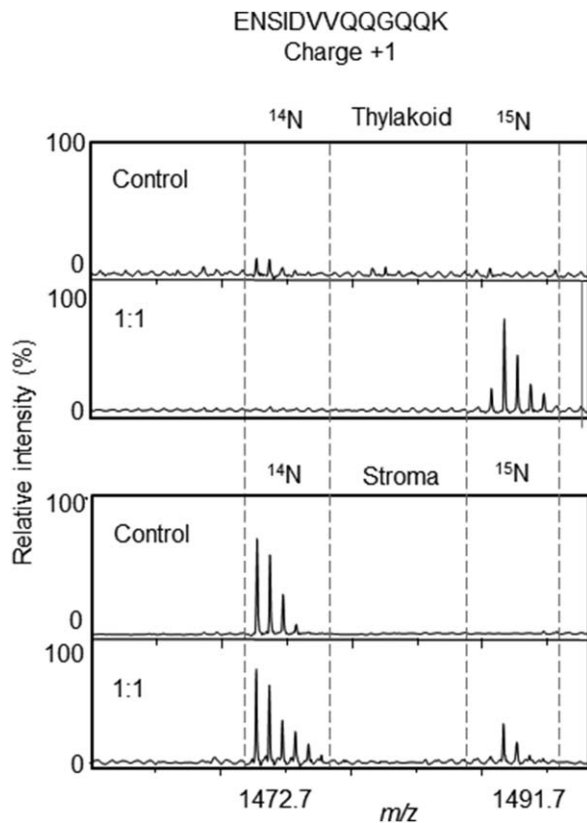 ENSIDVVQQGQQK
Charge +1
¹⁴N Thylakoid ¹⁵N
100
Control
0
100
1:1
0
¹⁴N Stroma ¹⁵N
100
Control
0
100
1:1
0
1472.7 1491.7
m/z
Relative intensity (%)